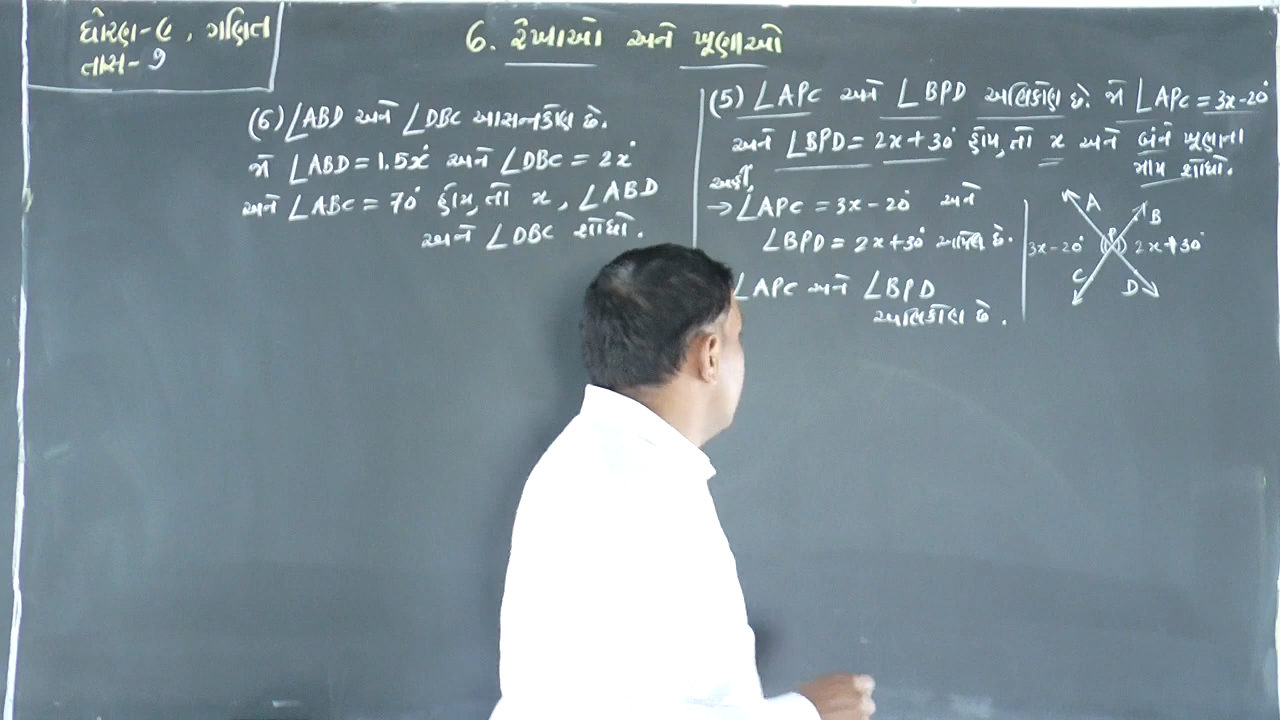 ધોરણ-૯, ગણિત
તાસ-૭
6. રેખાઓ અને ખૂણાઓ
(6) ∠ABD અને ∠DBC આસન્નકોણ છે.
જો ∠ABD = 1.5x° અને ∠DBC = 2x°
અને ∠ABC = 70° હોય, તો x, ∠ABD
અને ∠DBC શોધો.
(5) ∠APC અને ∠BPD અભિકોણ છે. જો ∠APC = 3x-20°
અને ∠BPD = 2x+30° હોય, તો x અને બંને ખૂણાના
માપ શોધો.
અહીં,
→ ∠APC = 3x-20° અને
∠BPD = 2x+30° આપેલ છે.
∠APC અને ∠BPD
અભિકોણ છે.
A
B
P
3x-20°
2x+30°
C
D